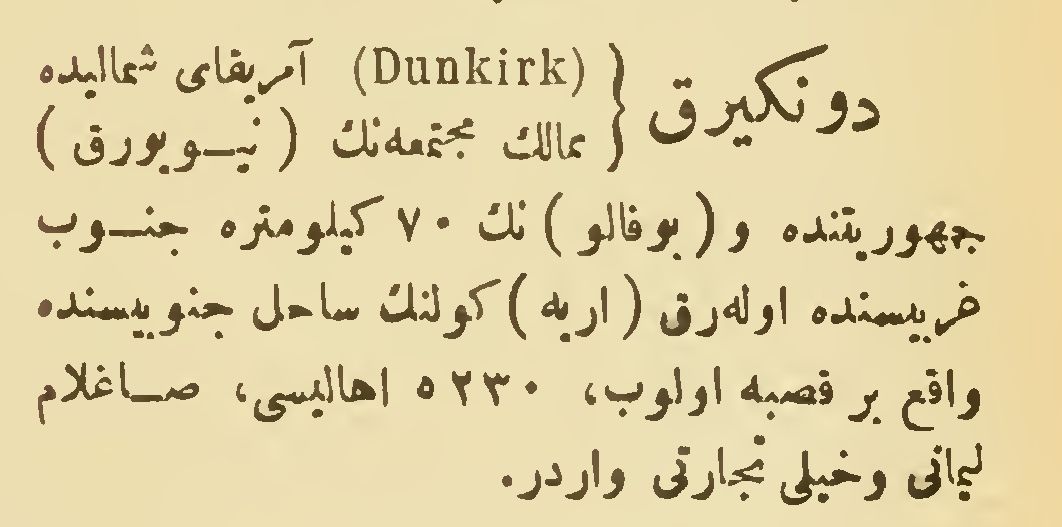 دونكيرق { (Dunkirk) آمريقاى شماليده
ممالك مجتمعه‌نك ( نيـويورق )
جمهوريتنده و ( بوفالو ) نك ٧٠ كيلومتره جنـوب
غربيسنده اوله‌رق ( اريه ) كولنك ساحل جنوبيسنده
واقع بر قصبه اولوب، ٥٢٣٠ اهاليسى، صـاغلام
ليمانى وخيلى تجارتى واردر.